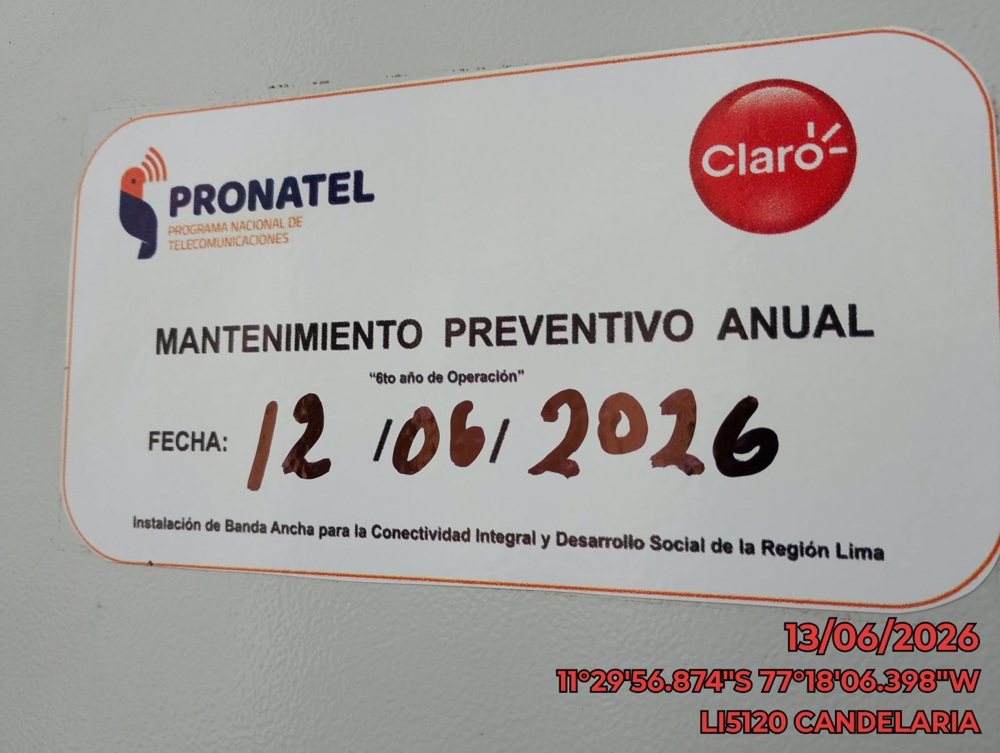 PRONATEL
PROGRAMA NACIONAL DE
TELECOMUNICACIONES
Claro
MANTENIMIENTO PREVENTIVO ANUAL
"6to año de Operación"
FECHA: 12 /06/ 2026
Instalación de Banda Ancha para la Conectividad Integral y Desarrollo Social de la Región Lima
13/06/2026
11°29'56.874"S 77°18'06.398"W
LI5120 CANDELARIA